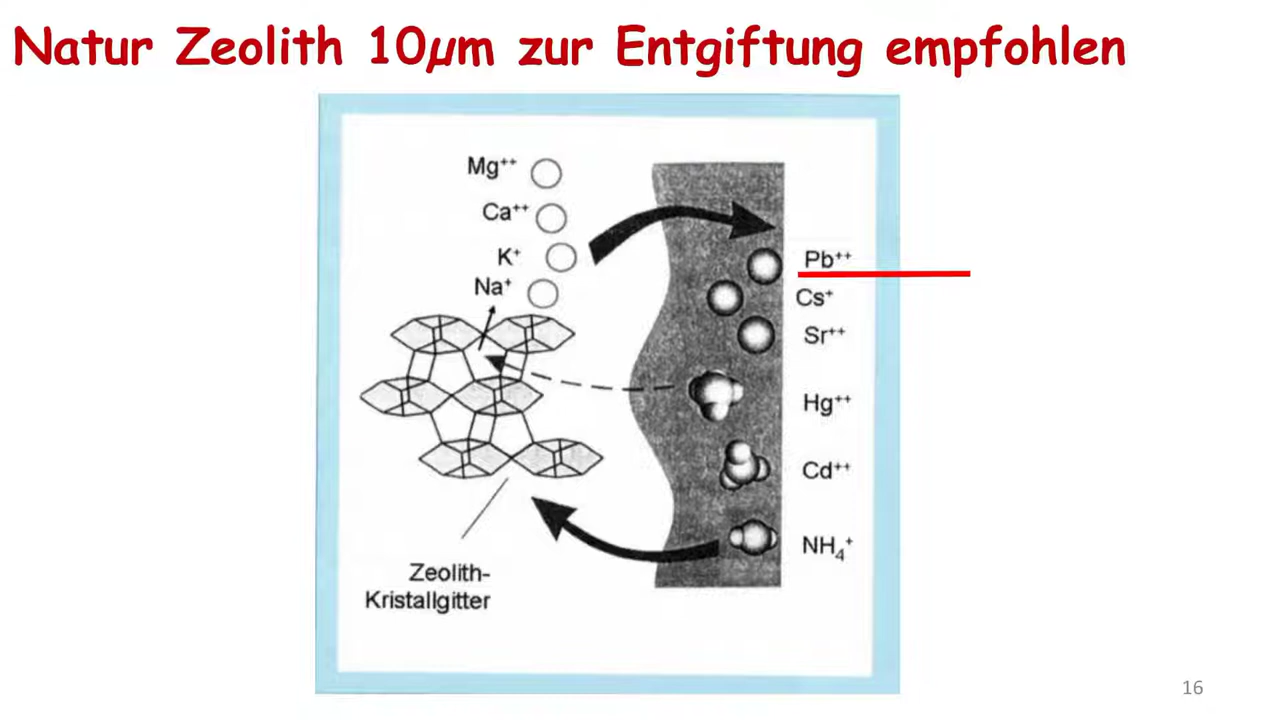 Natur Zeolith 10µm zur Entgiftung empfohlen
Mg⁺⁺
Ca⁺⁺
K⁺
Na⁺
Pb⁺⁺
Cs⁺
Sr⁺⁺
Hg⁺⁺
Cd⁺⁺
NH₄⁺
Zeolith-
Kristallgitter
16